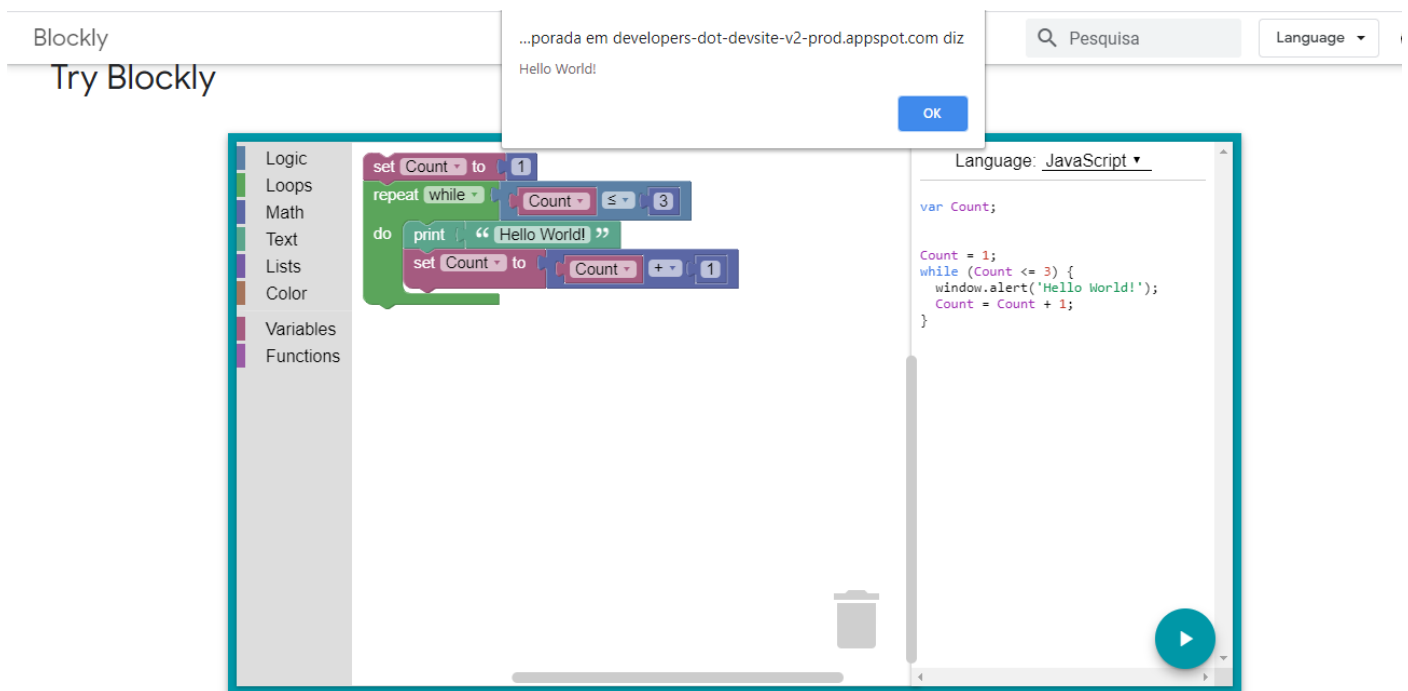 Blockly
...porada em developers-dot-devsite-v2-prod.appspot.com diz
Hello World!
OK
Pesquisa
Language
Try Blockly
Logic
Loops
Math
Text
Lists
Color
Variables
Functions
set Count to 1
repeat while Count ≤ 3
do print “ Hello World! ”
set Count to Count + 1
Language: JavaScript
var Count;
Count = 1;
while (Count <= 3) {
window.alert('Hello World!');
Count = Count + 1;
}